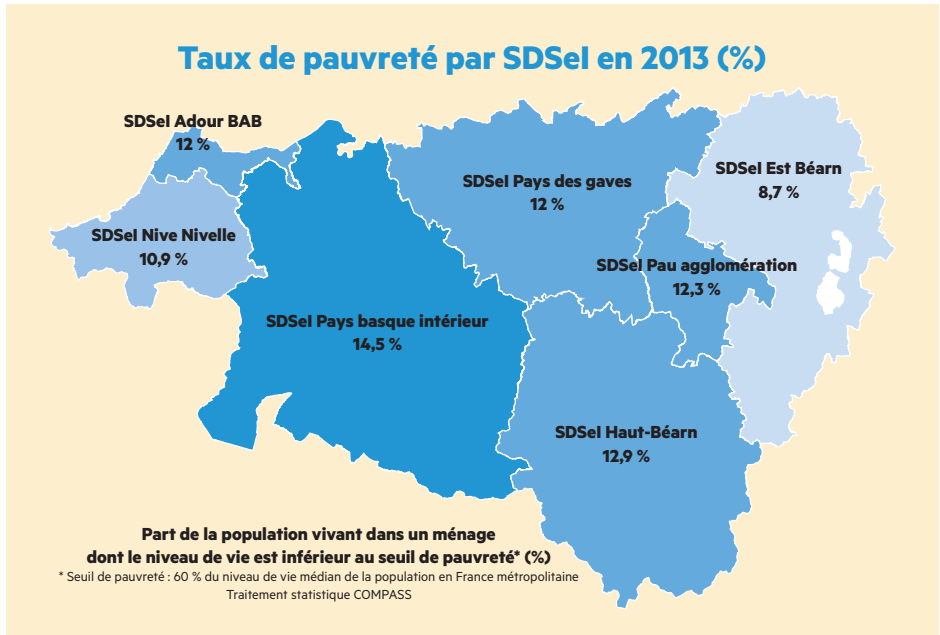 Taux de pauvreté par SDSeI en 2013 (%)
SDSeI Adour BAB
12 %
SDSeI Pays des gaves
12 %
SDSeI Est Béarn
8,7 %
SDSeI Nive Nivelle
10,9 %
SDSeI Pau agglomération
12,3 %
SDSeI Pays basque intérieur
14,5 %
SDSeI Haut-Béarn
12,9 %
Part de la population vivant dans un ménage
dont le niveau de vie est inférieur au seuil de pauvreté* (%)
* Seuil de pauvreté : 60 % du niveau de vie médian de la population en France métropolitaine
Traitement statistique COMPASS